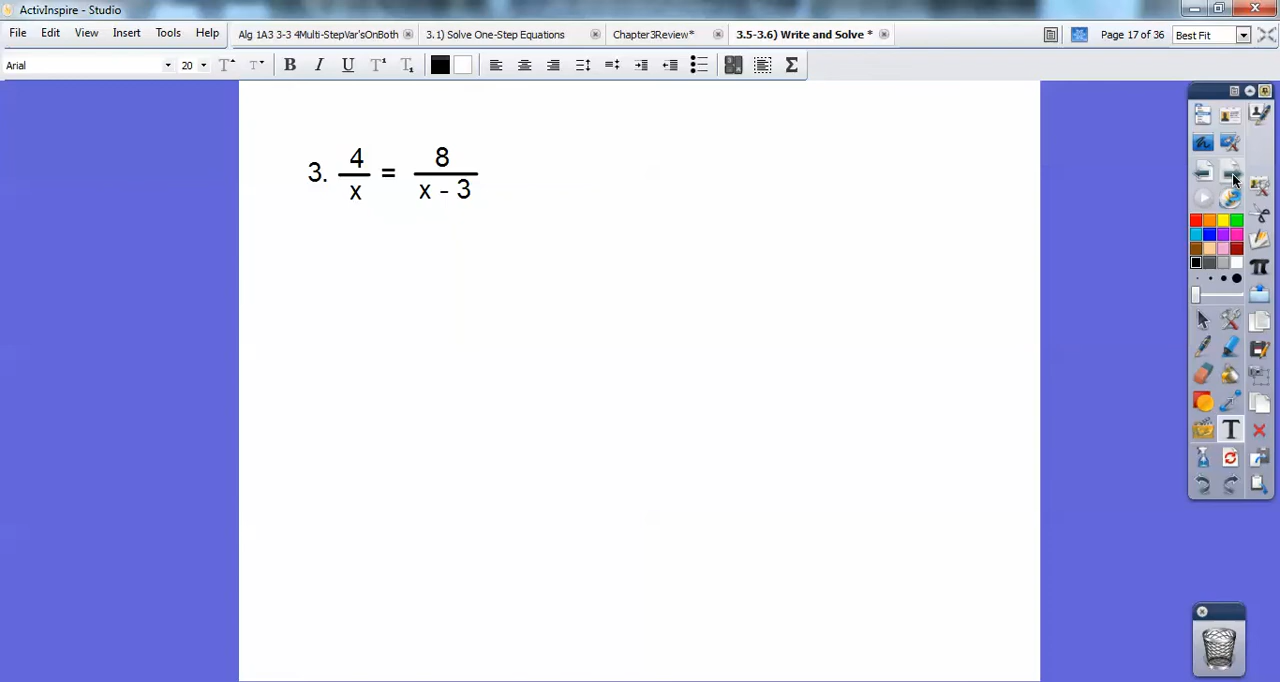 ActivInspire - Studio
File Edit View Insert Tools Help
Alg 1A3 3-3 4Multi-StepVar'sOnBoth
3.1) Solve One-Step Equations
Chapter3Review*
3.5-3.6) Write and Solve *
Page 17 of 36
Best Fit
Arial 20
3. 4/x = 8/(x - 3)